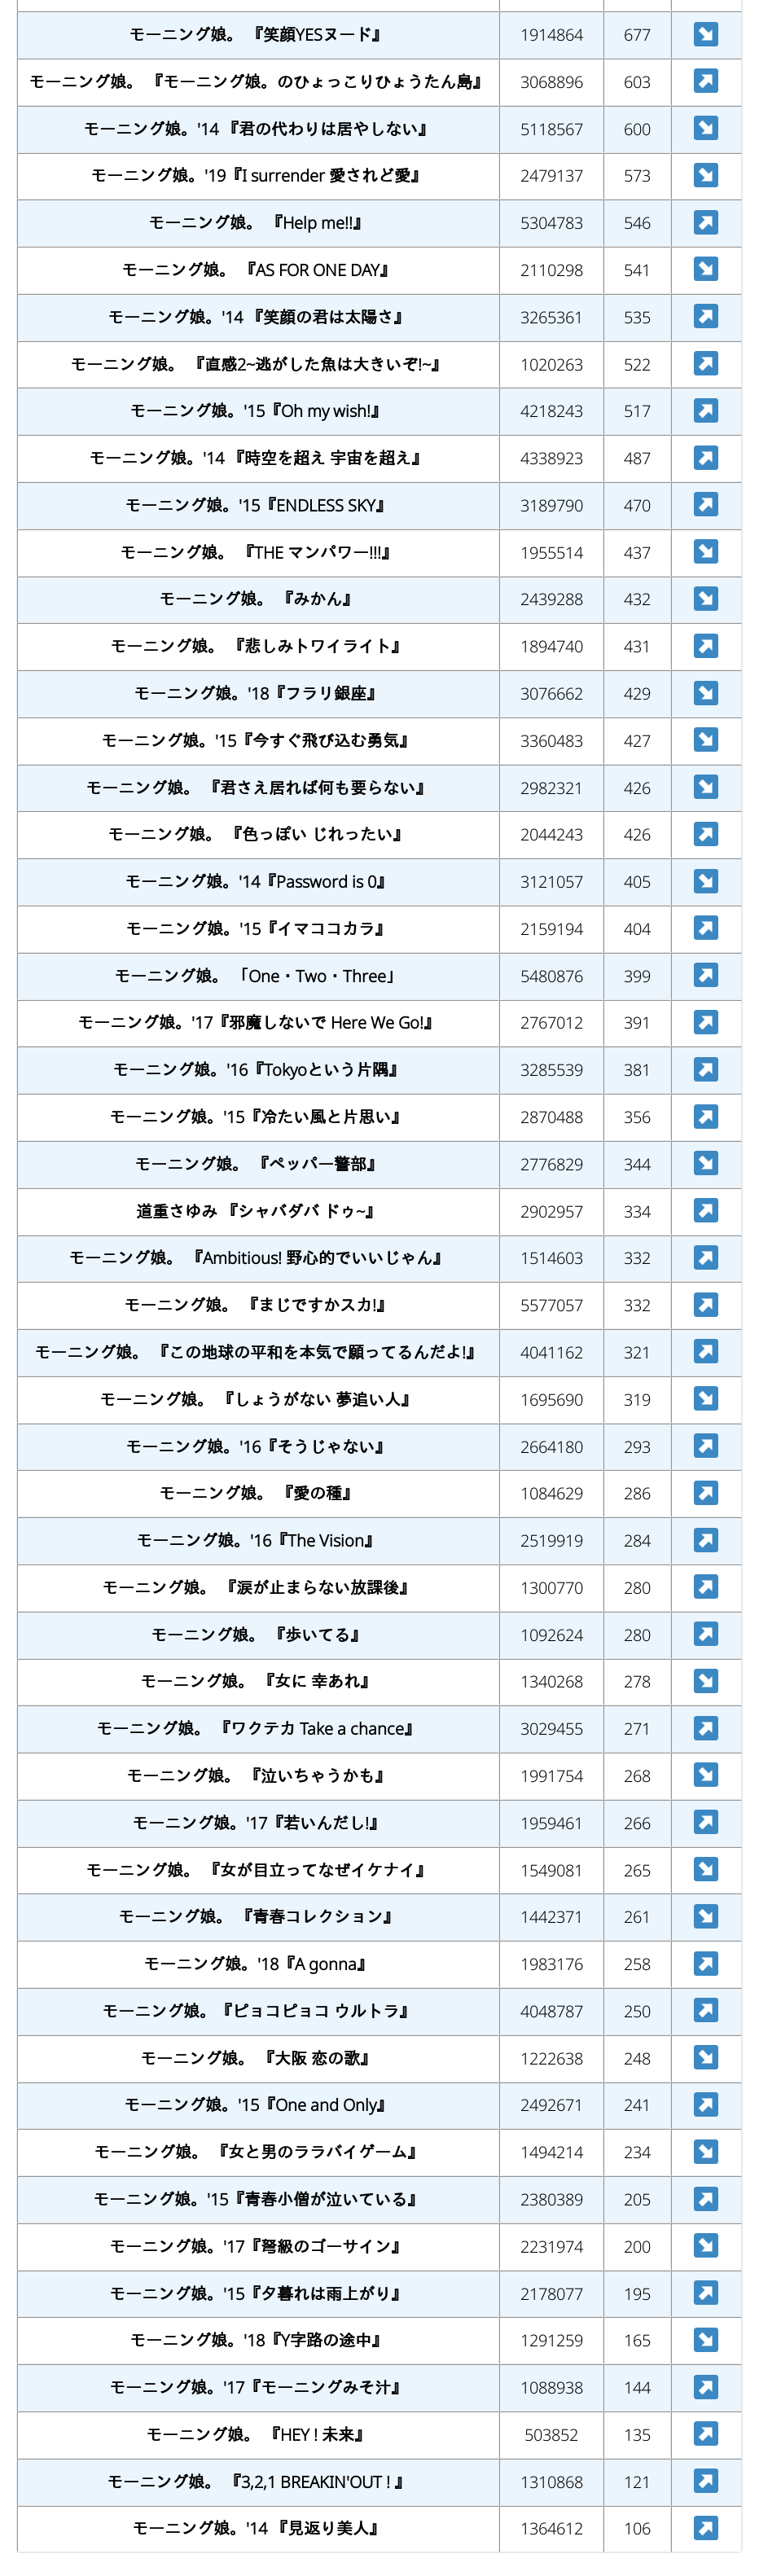 モーニング娘。 『笑顔YESヌード』 1914864 677 ↘
モーニング娘。 『モーニング娘。のひょっこりひょうたん島』 3068896 603 ↗
モーニング娘。'14 『君の代わりは居やしない』 5118567 600 ↘
モーニング娘。'19『I surrender 愛されど愛』 2479137 573 ↘
モーニング娘。 『Help me!!』 5304783 546 ↗
モーニング娘。 『AS FOR ONE DAY』 2110298 541 ↘
モーニング娘。'14 『笑顔の君は太陽さ』 3265361 535 ↗
モーニング娘。 『直感2~逃がした魚は大きいぞ!~』 1020263 522 ↗
モーニング娘。'15『Oh my wish!』 4218243 517 ↗
モーニング娘。'14 『時空を超え 宇宙を超え』 4338923 487 ↗
モーニング娘。'15『ENDLESS SKY』 3189790 470 ↗
モーニング娘。 『THE マンパワー!!!』 1955514 437 ↘
モーニング娘。 『みかん』 2439288 432 ↘
モーニング娘。 『悲しみトワイライト』 1894740 431 ↗
モーニング娘。'18『フラリ銀座』 3076662 429 ↘
モーニング娘。'15『今すぐ飛び込む勇気』 3360483 427 ↘
モーニング娘。 『君さえ居れば何も要らない』 2982321 426 ↘
モーニング娘。 『色っぽい じれったい』 2044243 426 ↗
モーニング娘。'14『Password is 0』 3121057 405 ↘
モーニング娘。'15『イマココカラ』 2159194 404 ↗
モーニング娘。 「One・Two・Three」 5480876 399 ↗
モーニング娘。'17『邪魔しないで Here We Go!』 2767012 391 ↗
モーニング娘。'16『Tokyoという片隅』 3285539 381 ↗
モーニング娘。'15『冷たい風と片思い』 2870488 356 ↗
モーニング娘。 『ペッパー警部』 2776829 344 ↘
道重さゆみ 『シャバダバ ドゥ~』 2902957 334 ↗
モーニング娘。 『Ambitious! 野心的でいいじゃん』 1514603 332 ↗
モーニング娘。 『まじですかスカ!』 5577057 332 ↗
モーニング娘。 『この地球の平和を本気で願ってるんだよ!』 4041162 321 ↗
モーニング娘。 『しょうがない 夢追い人』 1695690 319 ↘
モーニング娘。'16『そうじゃない』 2664180 293 ↗
モーニング娘。 『愛の種』 1084629 286 ↗
モーニング娘。'16『The Vision』 2519919 284 ↗
モーニング娘。 『涙が止まらない放課後』 1300770 280 ↗
モーニング娘。 『歩いてる』 1092624 280 ↗
モーニング娘。 『女に 幸あれ』 1340268 278 ↘
モーニング娘。 『ワクテカ Take a chance』 3029455 271 ↗
モーニング娘。 『泣いちゃうかも』 1991754 268 ↘
モーニング娘。'17『若いんだし!』 1959461 266 ↗
モーニング娘。 『女が目立ってなぜイケナイ』 1549081 265 ↘
モーニング娘。 『青春コレクション』 1442371 261 ↘
モーニング娘。'18『A gonna』 1983176 258 ↗
モーニング娘。『ピョコピョコ ウルトラ』 4048787 250 ↗
モーニング娘。 『大阪 恋の歌』 1222638 248 ↘
モーニング娘。'15『One and Only』 2492671 241 ↗
モーニング娘。 『女と男のララバイゲーム』 1494214 234 ↘
モーニング娘。'15『青春小僧が泣いている』 2380389 205 ↗
モーニング娘。'17『弩級のゴーサイン』 2231974 200 ↘
モーニング娘。'15『夕暮れは雨上がり』 2178077 195 ↗
モーニング娘。'18『Y字路の途中』 1291259 165 ↘
モーニング娘。'17『モーニングみそ汁』 1088938 144 ↗
モーニング娘。 『HEY ! 未来』 503852 135 ↗
モーニング娘。 『3,2,1 BREAKIN'OUT ! 』 1310868 121 ↗
モーニング娘。'14 『見返り美人』 1364612 106 ↗